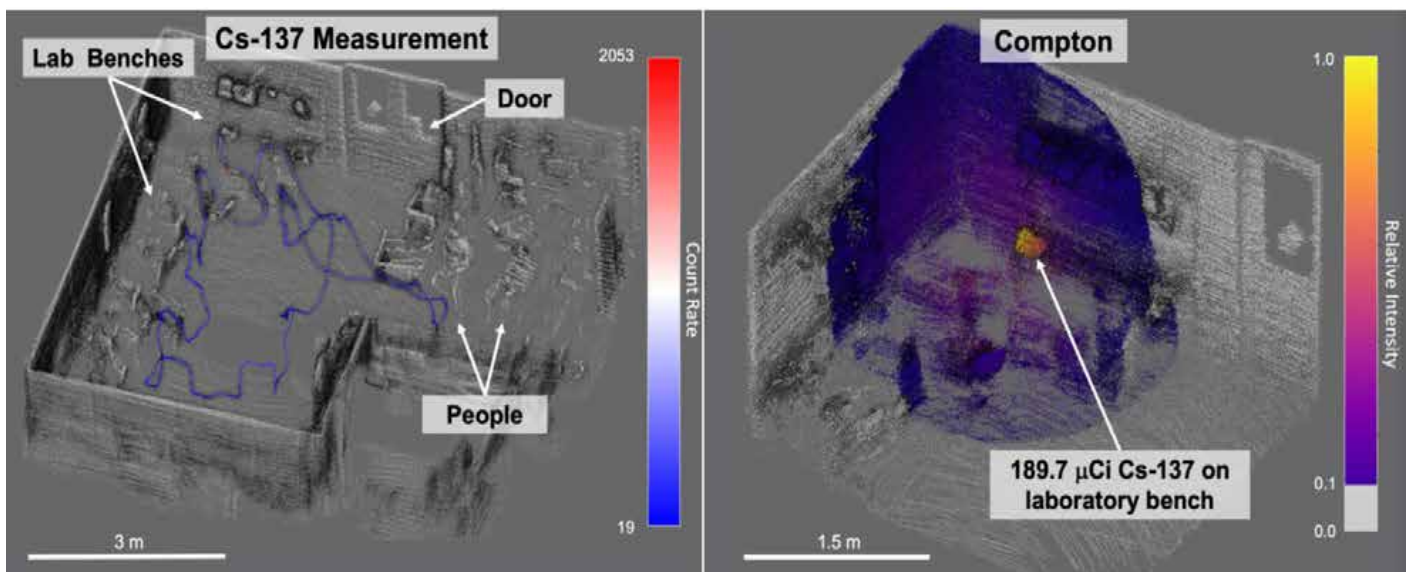 Cs-137 Measurement
Lab Benches
Door
People
2053
Count Rate
19
3 m
Compton
1.0
Relative Intensity
0.1
0.0
189.7 μCi Cs-137 on
laboratory bench
1.5 m